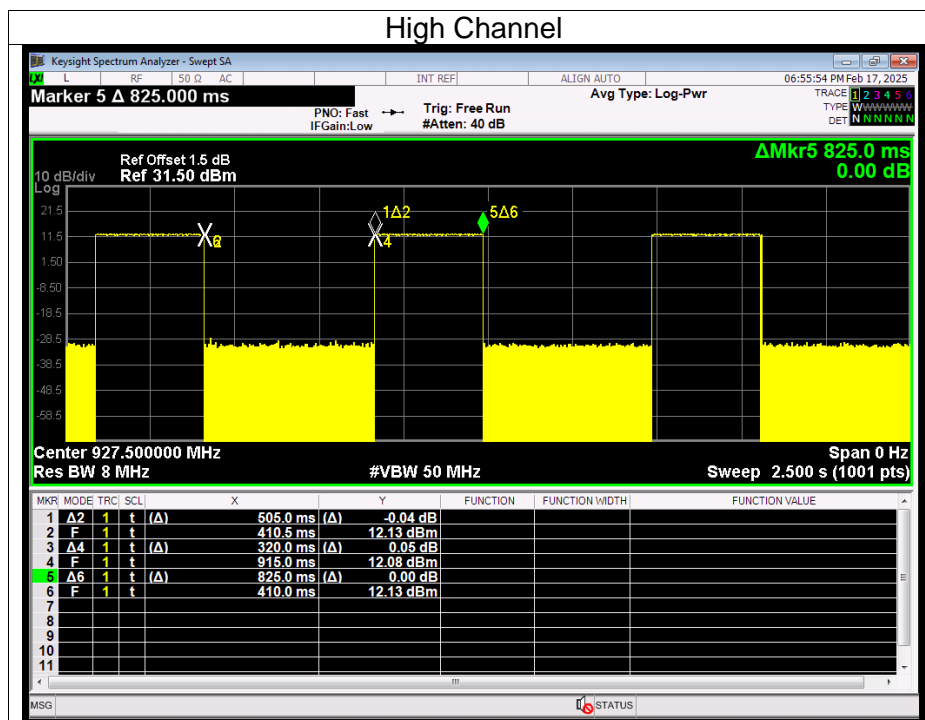 High Channel
Keysight Spectrum Analyzer - Swept SA
LXI L RF 50 Ω AC INT REF ALIGN AUTO 06:55:54 PM Feb 17, 2025
Marker 5 Δ 825.000 ms
PNO: Fast
IFGain:Low
Trig: Free Run
#Atten: 40 dB
Avg Type: Log-Pwr
TRACE 1 2 3 4 5 6
TYPE WWWWWW
DET N N N N N N
ΔMkr5 825.0 ms
0.00 dB
Ref Offset 1.5 dB
10 dB/div Ref 31.50 dBm
Log
21.5
11.5
1.50
-8.50
-18.5
-28.5
-38.5
-48.5
-58.5
1Δ2
5Δ6
6
4
Center 927.500000 MHz Span 0 Hz
Res BW 8 MHz #VBW 50 MHz Sweep 2.500 s (1001 pts)
MKR MODE TRC SCL X Y FUNCTION FUNCTION WIDTH FUNCTION VALUE
1 Δ2 1 t (Δ) 505.0 ms (Δ) -0.04 dB
2 F 1 t 410.5 ms 12.13 dBm
3 Δ4 1 t (Δ) 320.0 ms (Δ) 0.05 dB
4 F 1 t 915.0 ms 12.08 dBm
5 Δ6 1 t (Δ) 825.0 ms (Δ) 0.00 dB
6 F 1 t 410.0 ms 12.13 dBm
7
8
9
10
11
MSG STATUS